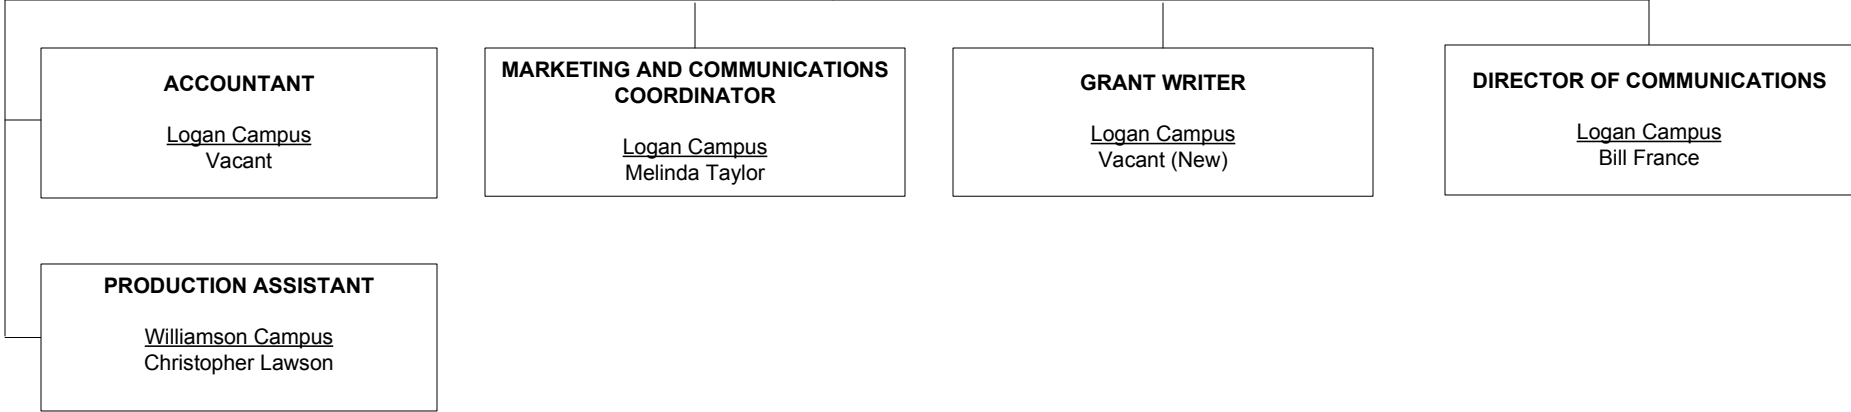 ACCOUNTANT
Logan Campus
Vacant
MARKETING AND COMMUNICATIONS
COORDINATOR
Logan Campus
Melinda Taylor
GRANT WRITER
Logan Campus
Vacant (New)
DIRECTOR OF COMMUNICATIONS
Logan Campus
Bill France
PRODUCTION ASSISTANT
Williamson Campus
Christopher Lawson